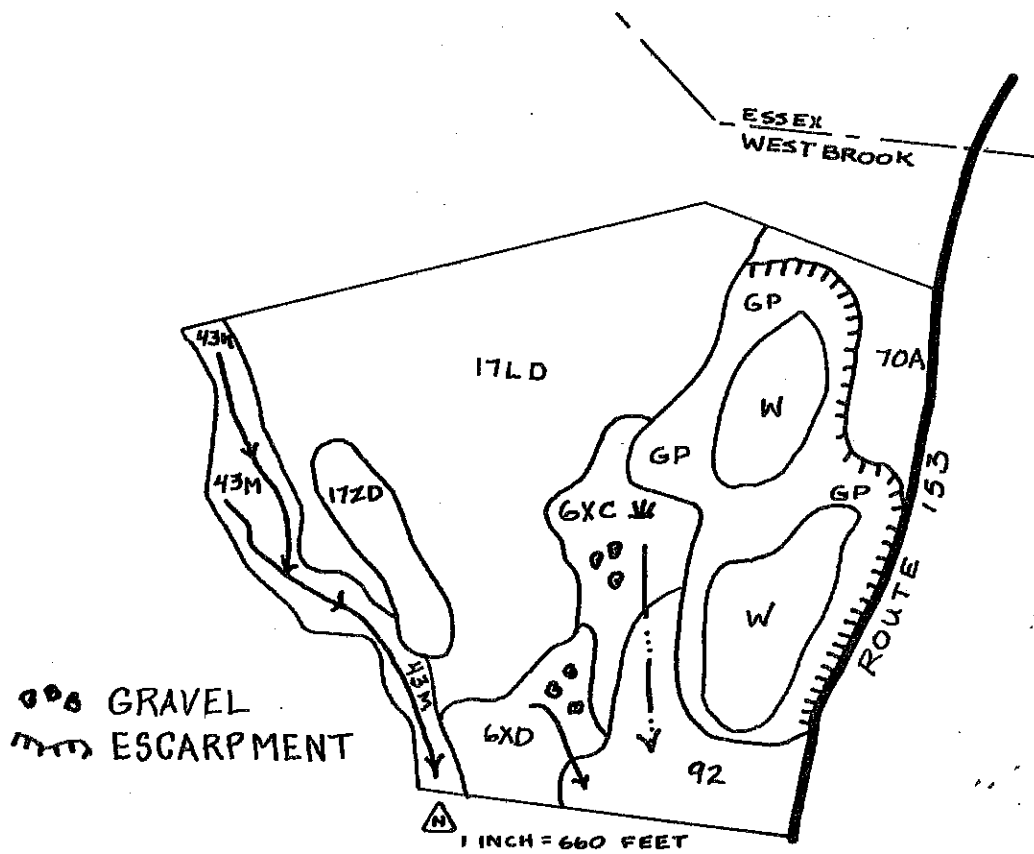 ESSEX
WESTBROOK
43M
GP
17LD
70A
W
GP
43M
17ZD
GP
6XC
ROUTE 153
W
43M
GRAVEL
ESCARPMENT
6XD
92
N
1 INCH = 660 FEET